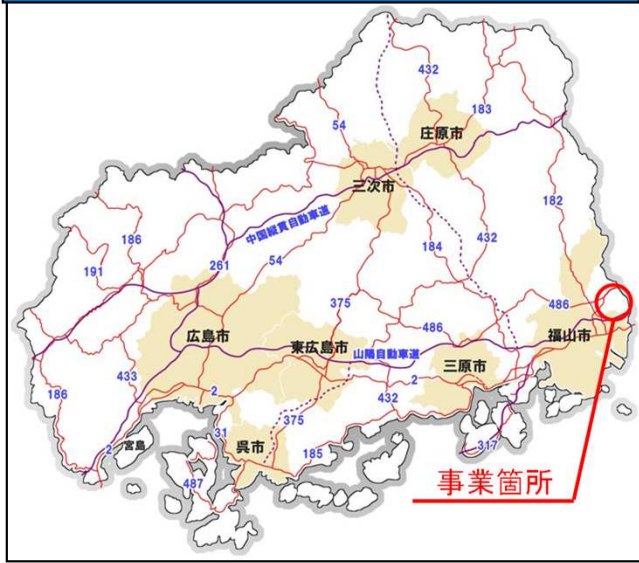 432
183
54
庄原市
三次市
182
中国縦貫自動車道
186
184
432
191
261
54
375
486
486
広島市
東広島市
山陽自動車道
福山市
三原市
186
433
2
2
432
375
31
呉市
185
宮島
2
317
487
事業箇所